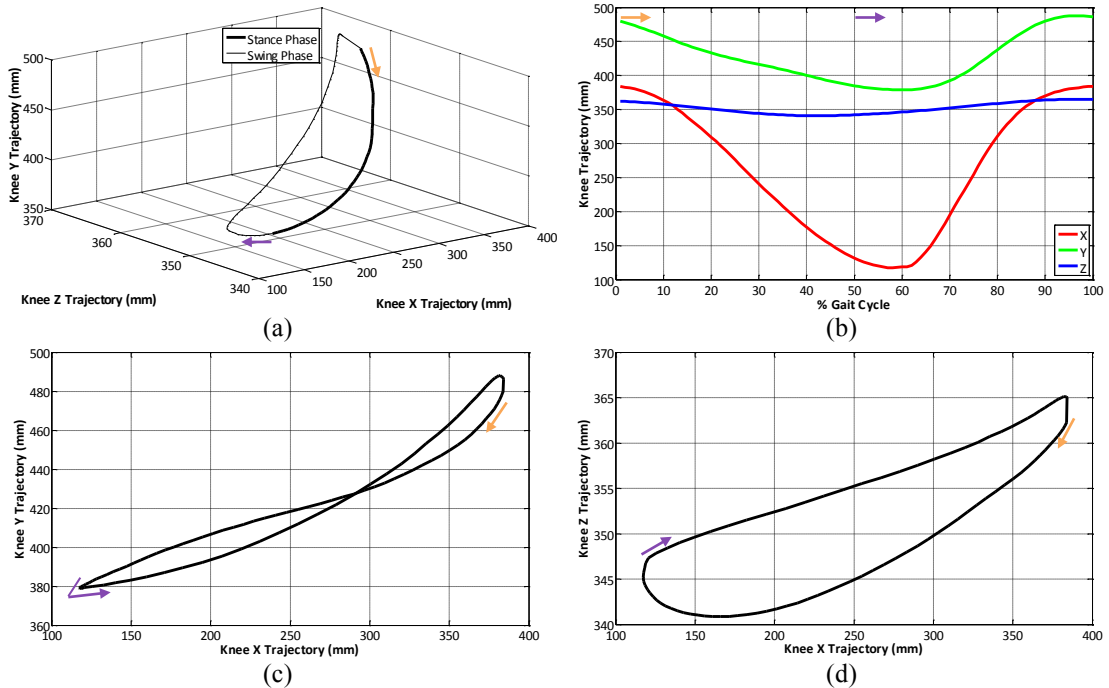 500
450
400
350
Knee Y Trajectory (mm)
Stance Phase
Swing Phase
370
360
350
340
Knee Z Trajectory (mm)
100
150
200
250
300
350
400
Knee X Trajectory (mm)
(a)
500
450
400
350
300
250
200
150
100
Knee Trajectory (mm)
X
Y
Z
0 10 20 30 40 50 60 70 80 90 100
% Gait Cycle
(b)
500
480
460
440
420
400
380
360
Knee Y Trajectory (mm)
100 150 200 250 300 350 400
Knee X Trajectory (mm)
(c)
370
365
360
355
350
345
340
Knee Z Trajectory (mm)
100 150 200 250 300 350 400
Knee X Trajectory (mm)
(d)